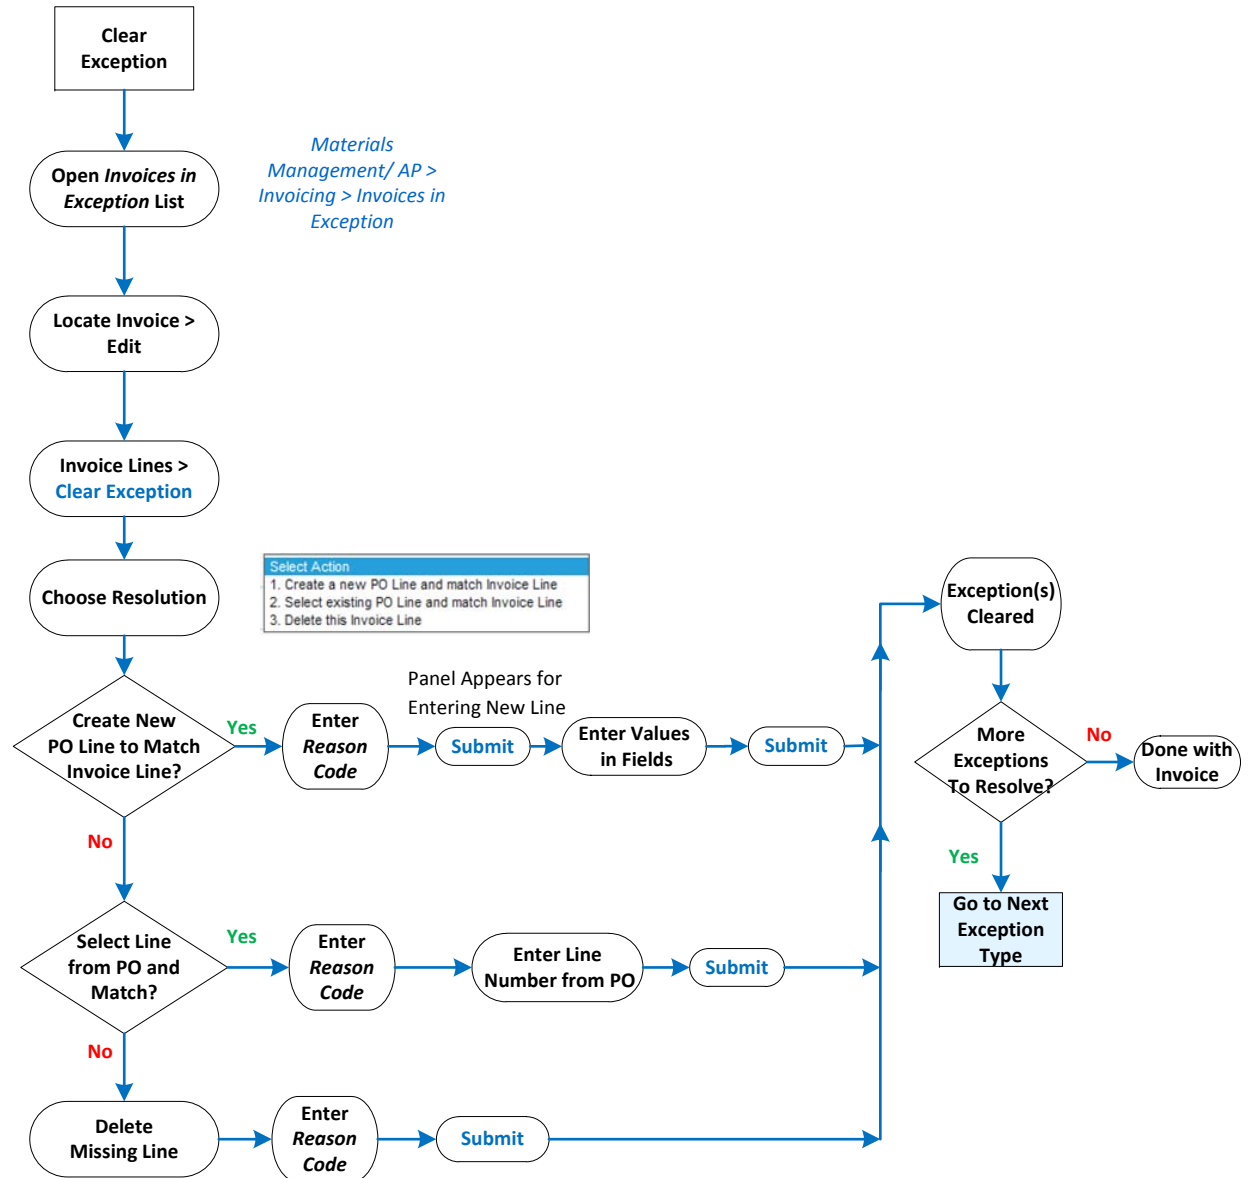 Clear
Exception
Materials
Management/ AP >
Invoicing > Invoices in
Exception
Open Invoices in
Exception List
Locate Invoice >
Edit
Invoice Lines >
Clear Exception
Choose Resolution
Select Action
1. Create a new PO Line and match Invoice Line
2. Select existing PO Line and match Invoice Line
3. Delete this Invoice Line
Create New
PO Line to Match
Invoice Line?
Yes
Enter
Reason
Code
Panel Appears for
Entering New Line
Submit
Enter Values
in Fields
Submit
No
Select Line
from PO and
Match?
Yes
Enter
Reason
Code
Enter Line
Number from PO
Submit
No
Delete
Missing Line
Enter
Reason
Code
Submit
Exception(s)
Cleared
More
Exceptions
To Resolve?
No
Done with
Invoice
Yes
Go to Next
Exception
Type